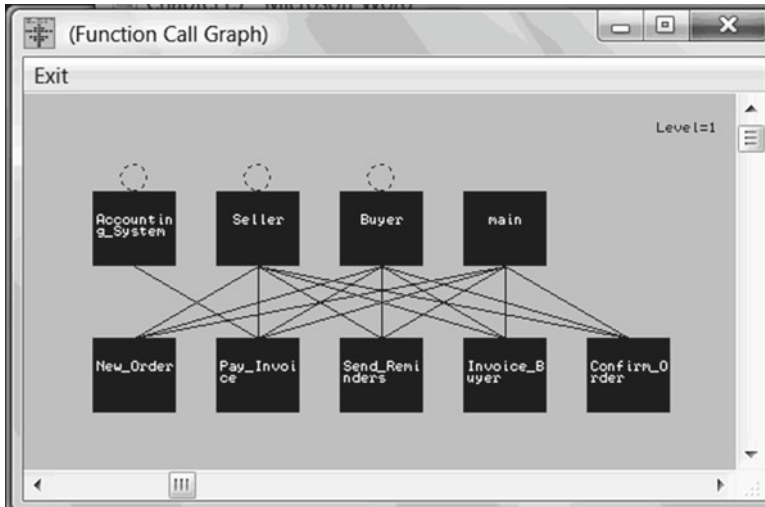 (Function Call Graph)
Exit
Level=1
Accountin
g_System
Seller
Buyer
main
New_Order
Pay_Invoi
ce
Send_Remi
nders
Invoice_B
uyer
Confirm_O
rder